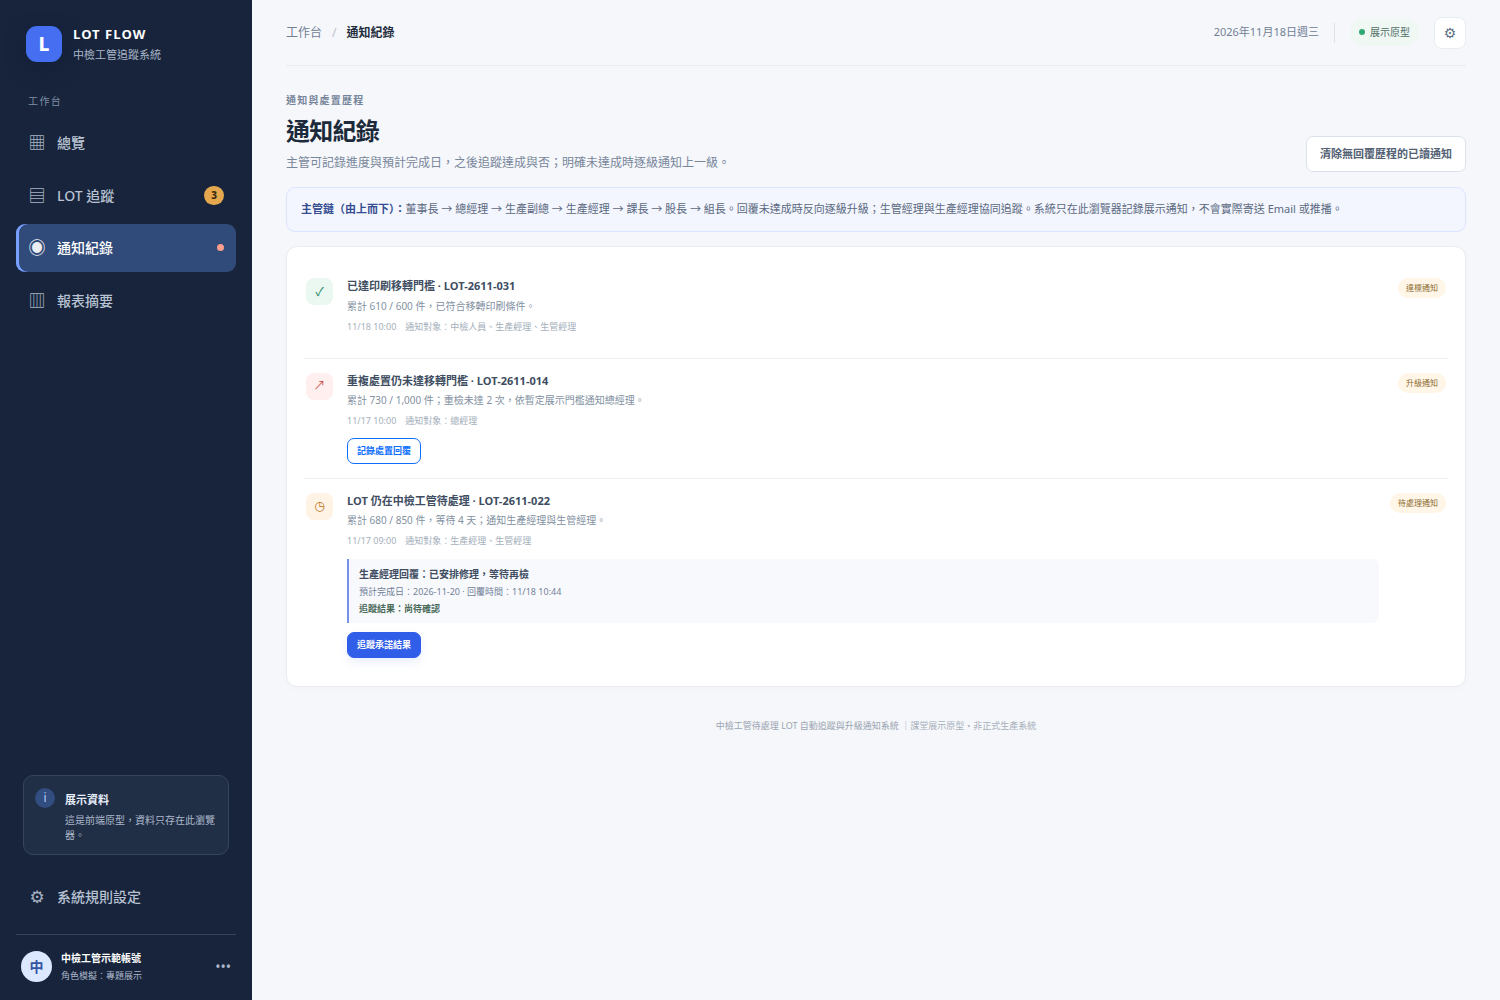 L
LOT FLOW
中檢工管追蹤系統
工作台
總覽
LOT 追蹤
3
通知紀錄
報表摘要
i
展示資料
這是前端原型，資料只存在此瀏覽
器。
系統規則設定
中
中檢工管示範帳號
角色模擬：專題展示
•••
工作台 / 通知紀錄
2026年11月18日週三
展示原型
通知與處置歷程
通知紀錄
主管可記錄進度與預計完成日，之後追蹤達成與否；明確未達成時逐級通知上一級。
清除無回覆歷程的已讀通知
主管鏈（由上而下）：董事長 → 總經理 → 生產副總 → 生產經理 → 課長 → 股長 → 組長。回覆未達成時反向逐級升級；生管經理與生產經理協同追蹤。系統只在此瀏覽器記錄展示通知，不會實際寄送 Email 或推播。
已達印刷移轉門檻 · LOT-2611-031
累計 610 / 600 件，已符合移轉印刷條件。
11/18 10:00 通知對象：中檢人員、生產經理、生管經理
達標通知
重複處置仍未達移轉門檻 · LOT-2611-014
累計 730 / 1,000 件；重檢未達 2 次，依暫定展示門檻通知總經理。
11/17 10:00 通知對象：總經理
升級通知
記錄處置回覆
LOT 仍在中檢工管待處理 · LOT-2611-022
累計 680 / 850 件，等待 4 天；通知生產經理與生管經理。
11/17 09:00 通知對象：生產經理、生管經理
待處理通知
生產經理回覆：已安排修理，等待再檢
預計完成日：2026-11-20 · 回覆時間：11/18 10:44
追蹤結果：尚待確認
追蹤承諾結果
中檢工管待處理 LOT 自動追蹤與升級通知系統 ｜ 課堂展示原型・非正式生產系統